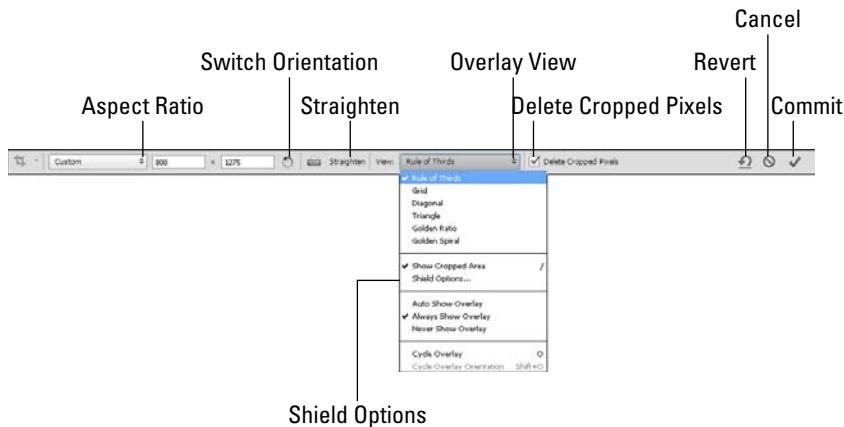 Cancel
Switch Orientation Overlay View Revert
Aspect Ratio Straighten Delete Cropped Pixels Commit
Custom 800 x 1275 Straighten View: Rule of Thirds Delete Cropped Pixels
Rule of Thirds
Grid
Diagonal
Triangle
Golden Ratio
Golden Spiral
Show Cropped Area /
Shield Options...
Auto Show Overlay
Always Show Overlay
Never Show Overlay
Cycle Overlay O
Cycle Overlay Orientation Shift+O
Shield Options